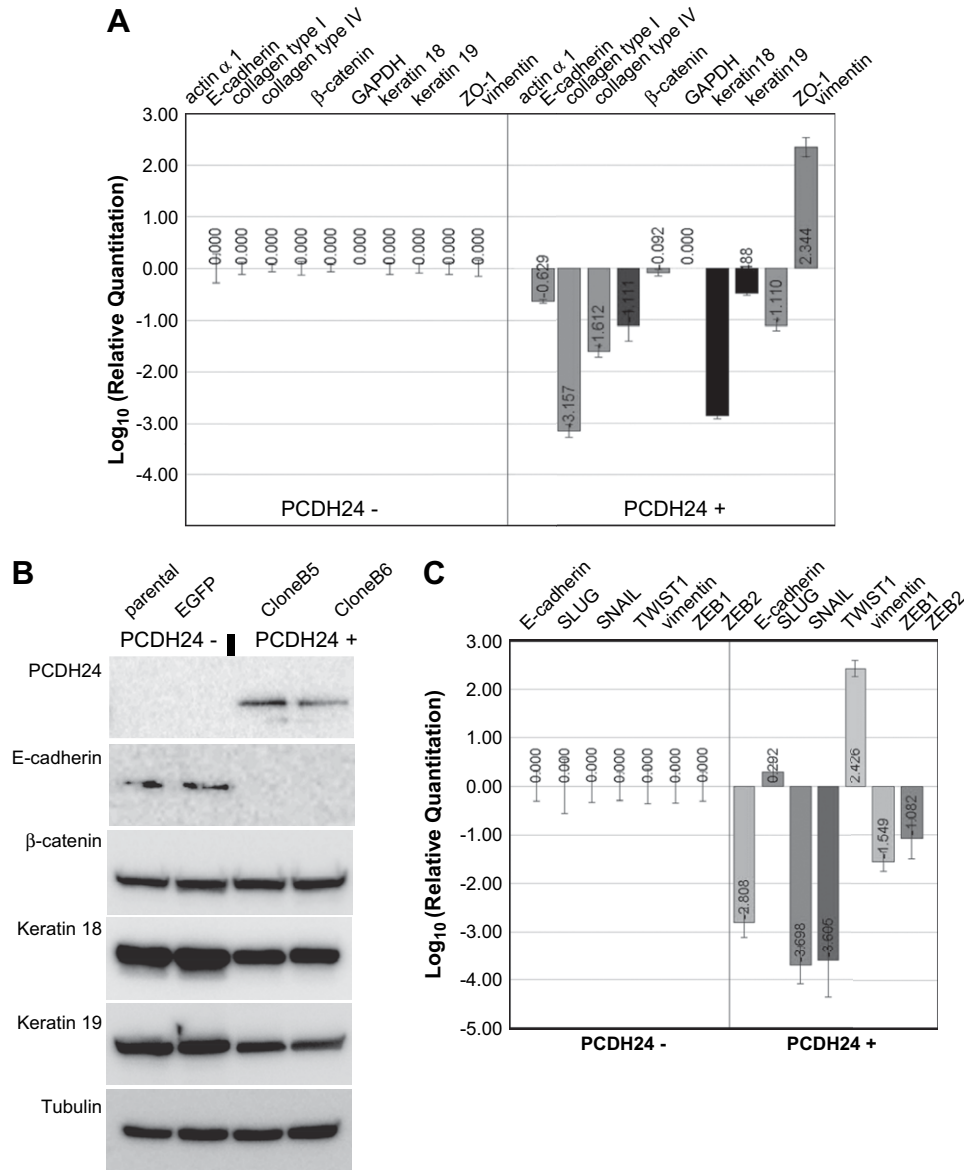 A
actin α 1
E-cadherin
collagen type I
collagen type IV
β-catenin
GAPDH
keratin 18
keratin 19
ZO-1
vimentin
actin α 1
E-cadherin
collagen type I
collagen type IV
β-catenin
GAPDH
keratin18
keratin19
ZO-1
vimentin
Log10 (Relative Quantitation)
3.00
2.00
1.00
0.00
-1.00
-2.00
-3.00
-4.00
0.000
0.000
0.000
0.000
0.000
0.000
0.000
0.000
0.000
-0.629
-3.157
-1.612
-1.111
-0.092
0.000
-1.110
2.344
PCDH24 -
PCDH24 +
B
parental
EGFP
CloneB5
CloneB6
PCDH24 -
PCDH24 +
PCDH24
E-cadherin
β-catenin
Keratin 18
Keratin 19
Tubulin
C
E-cadherin
SLUG
SNAIL
TWIST1
vimentin
ZEB1
ZEB2
E-cadherin
SLUG
SNAIL
TWIST1
vimentin
ZEB1
ZEB2
Log10 (Relative Quantitation)
3.00
2.00
1.00
0.00
-1.00
-2.00
-3.00
-4.00
-5.00
0.000
0.000
0.000
0.000
0.000
0.000
-2.808
0.292
-3.698
-3.605
2.426
-1.549
-1.082
PCDH24 -
PCDH24 +